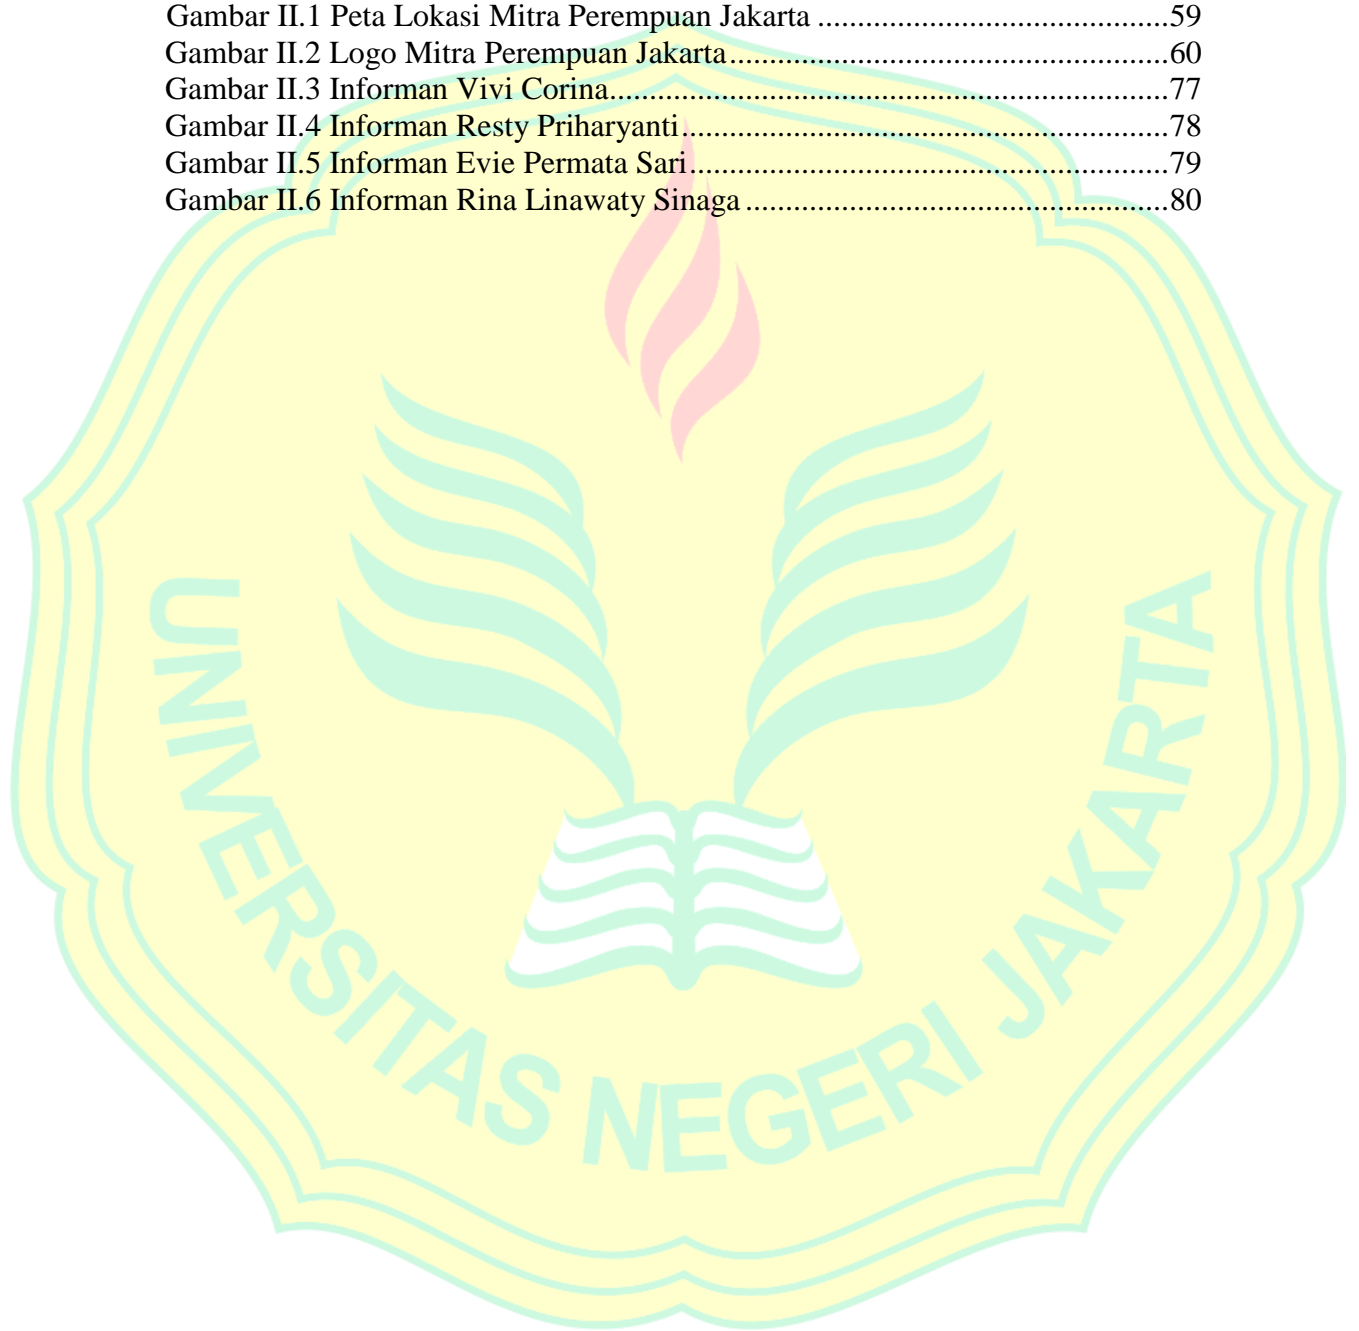 Gambar II.1 Peta Lokasi Mitra Perempuan Jakarta ............................................59
Gambar II.2 Logo Mitra Perempuan Jakarta.......................................................60
Gambar II.3 Informan Vivi Corina......................................................................77
Gambar II.4 Informan Resty Priharyanti.............................................................78
Gambar II.5 Informan Evie Permata Sari............................................................79
Gambar II.6 Informan Rina Linawaty Sinaga .....................................................80
UNIVERSITAS NEGERI JAKARTA